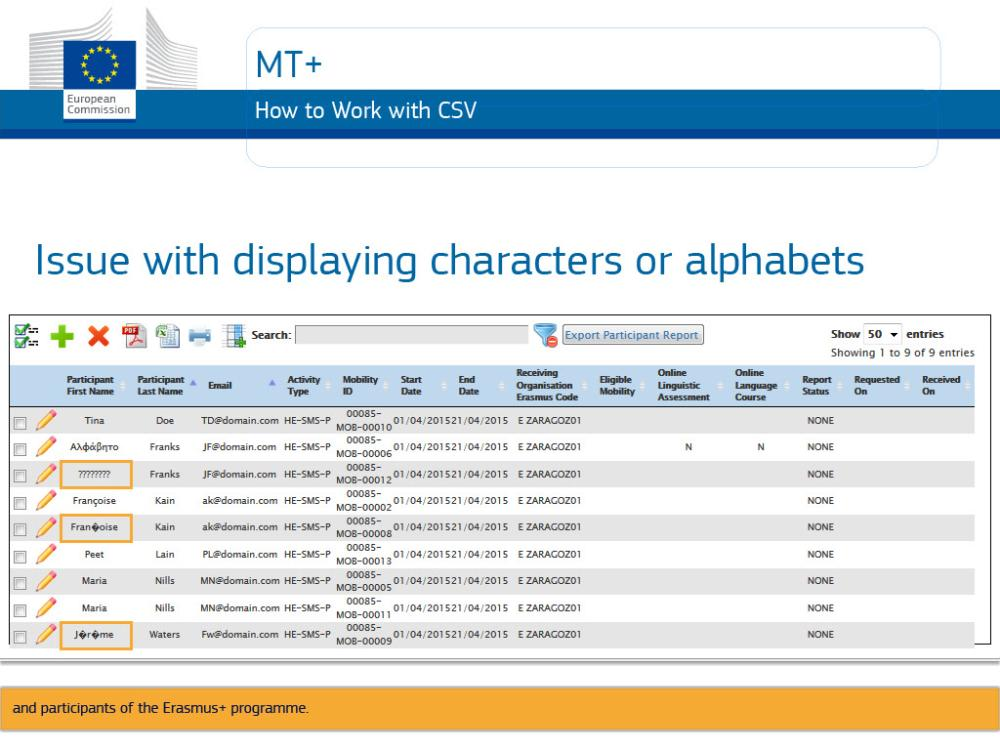 European
Commission
MT+
How to Work with CSV
Issue with displaying characters or alphabets
PDF
Search:
Export Participant Report
Show 50 entries
Showing 1 to 9 of 9 entries
Participant First Name Participant Last Name Email Activity Type Mobility ID Start Date End Date Receiving Organisation Erasmus Code Eligible Mobility Online Linguistic Assessment Online Language Course Report Status Requested On Received On
Tina Doe TD@domain.com HE-SMS-P 00085-MOB-00010 01/04/2015 21/04/2015 E ZARAGOZ01 NONE
Αλφάβητο Franks JF@domain.com HE-SMS-P 00085-MOB-00006 01/04/2015 21/04/2015 E ZARAGOZ01 N N NONE
???????? Franks JF@domain.com HE-SMS-P 00085-MOB-00012 01/04/2015 21/04/2015 E ZARAGOZ01 NONE
Françoise Kain ak@domain.com HE-SMS-P 00085-MOB-00002 01/04/2015 21/04/2015 E ZARAGOZ01 NONE
Fran�oise Kain ak@domain.com HE-SMS-P 00085-MOB-00008 01/04/2015 21/04/2015 E ZARAGOZ01 NONE
Peet Lain PL@domain.com HE-SMS-P 00085-MOB-00013 01/04/2015 21/04/2015 E ZARAGOZ01 NONE
Maria Nills MN@domain.com HE-SMS-P 00085-MOB-00005 01/04/2015 21/04/2015 E ZARAGOZ01 NONE
Maria Nills MN@domain.com HE-SMS-P 00085-MOB-00011 01/04/2015 21/04/2015 E ZARAGOZ01 NONE
J�r�me Waters Fw@domain.com HE-SMS-P 00085-MOB-00009 01/04/2015 21/04/2015 E ZARAGOZ01 NONE
and participants of the Erasmus+ programme.